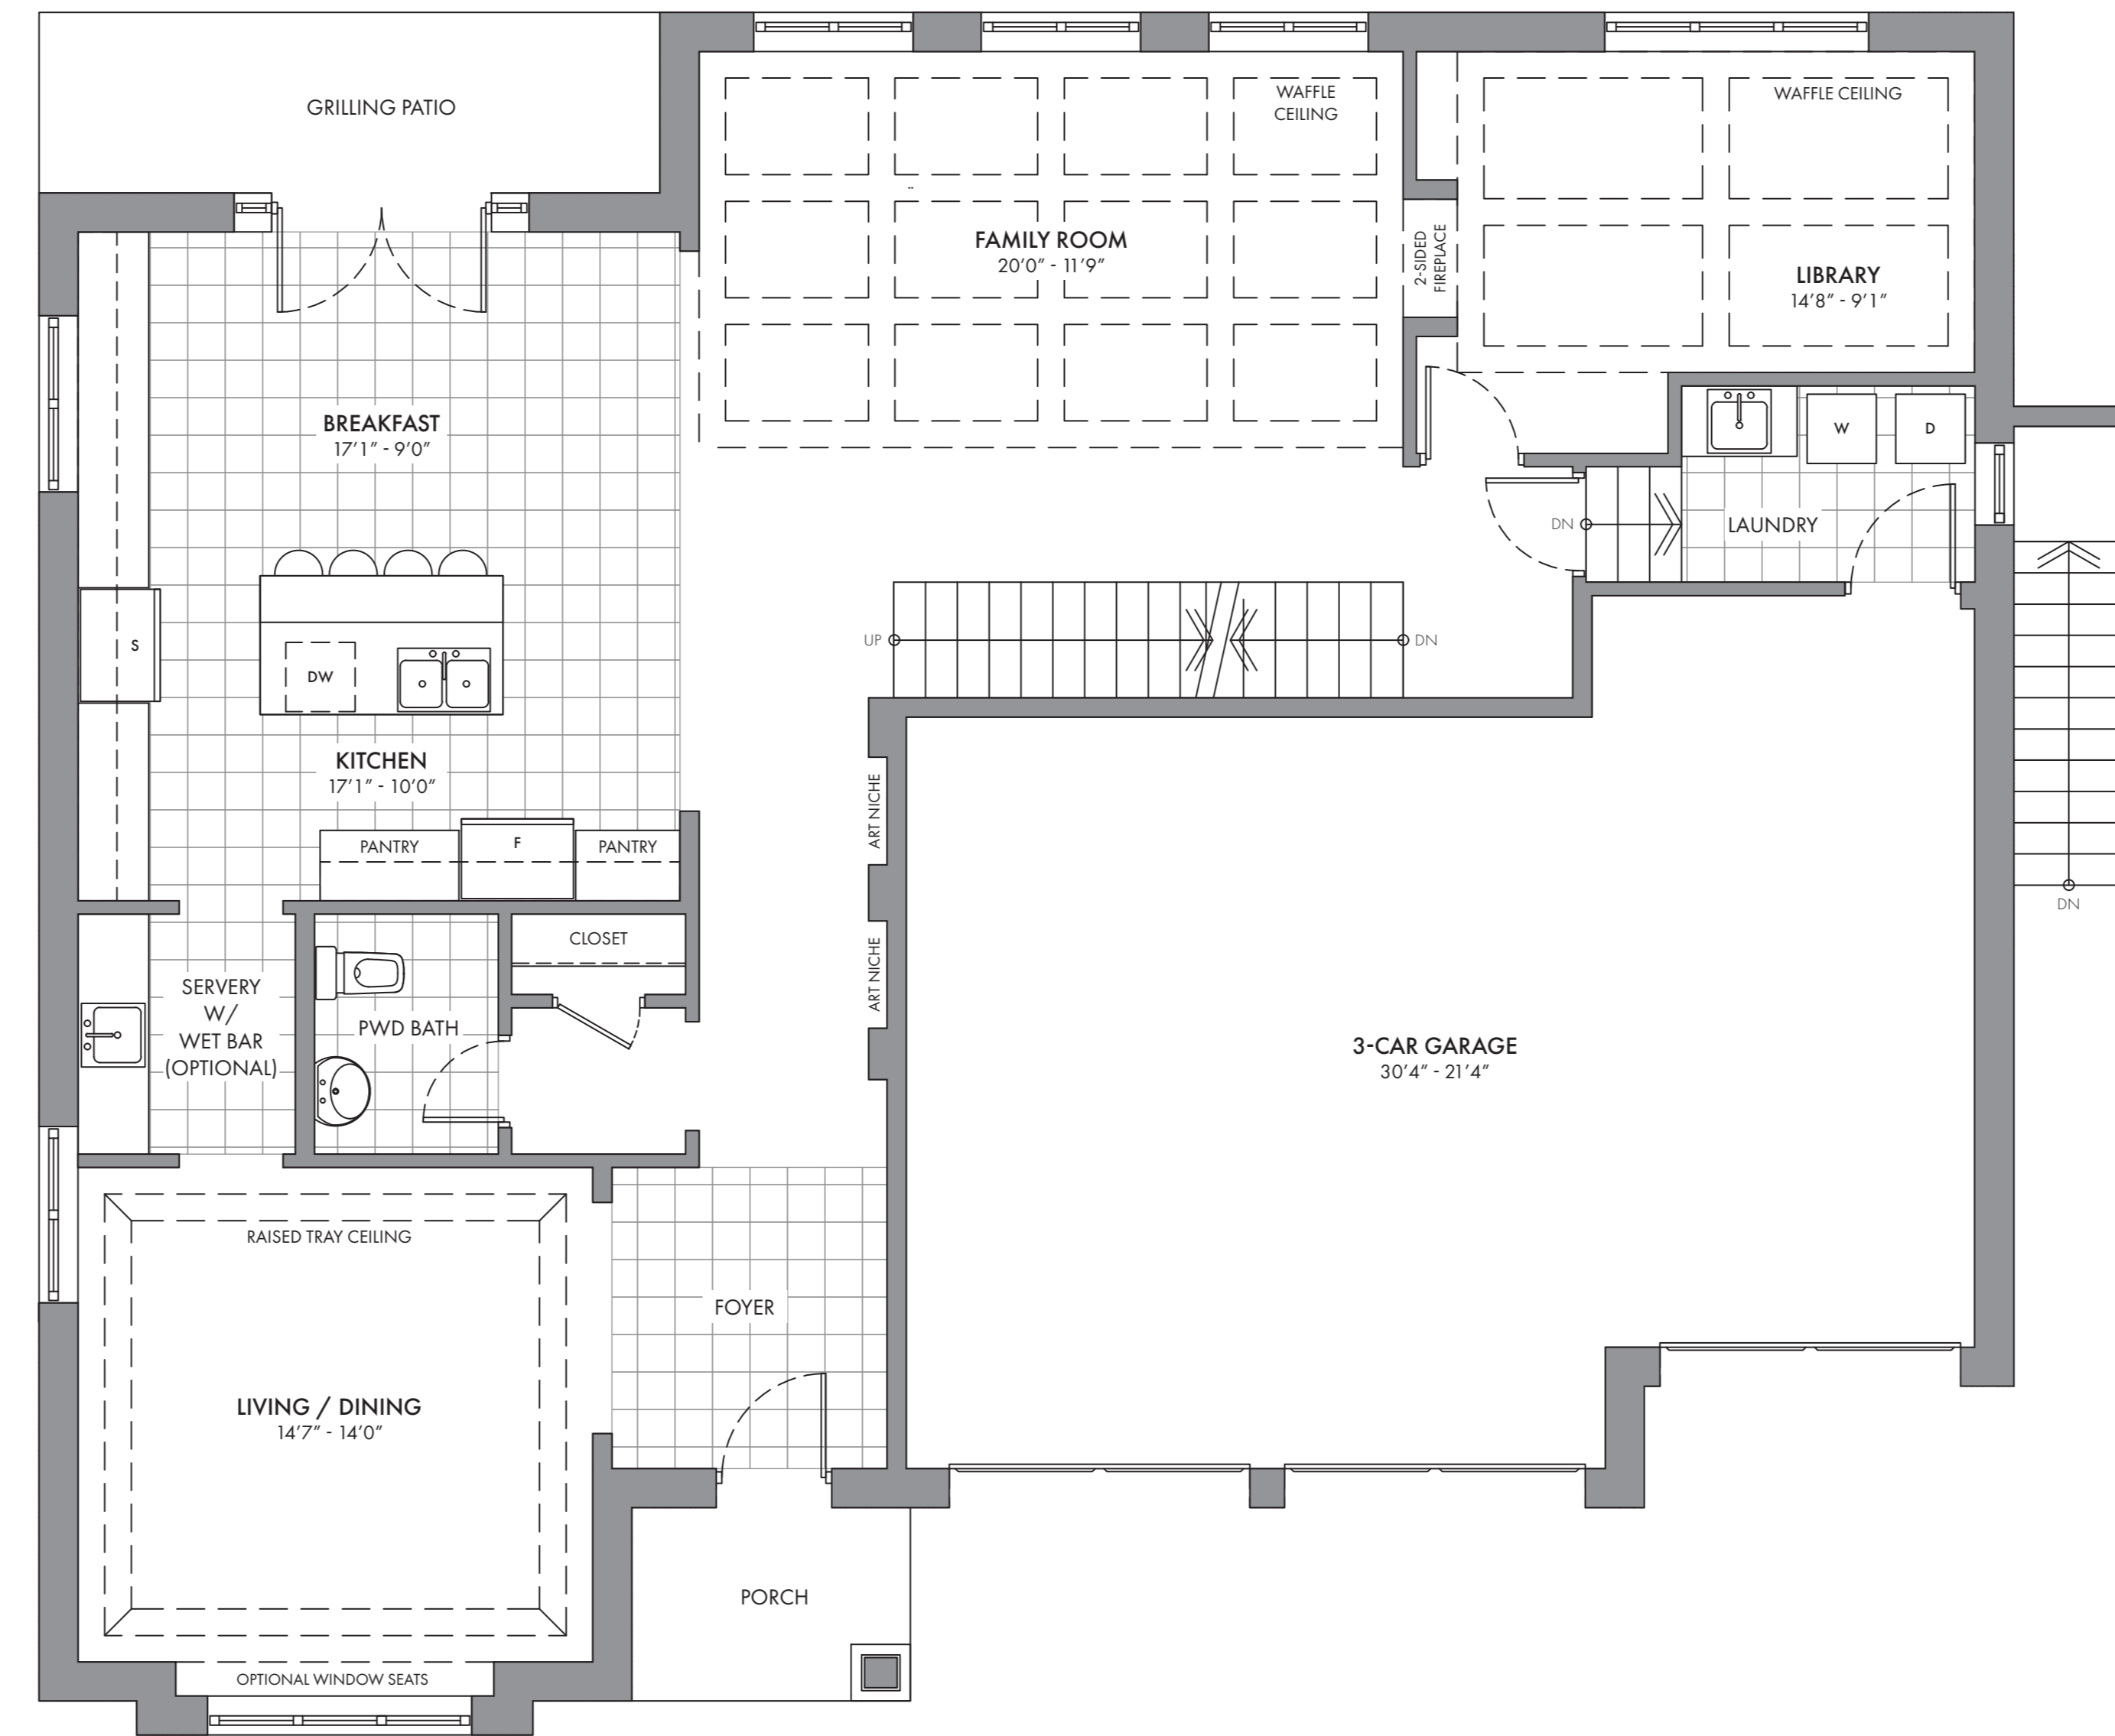 GRILLING PATIO
WAFFLE
CEILING
WAFFLE CEILING
FAMILY ROOM
20'0" - 11'9"
2-SIDED
FIREPLACE
LIBRARY
14'8" - 9'1"
BREAKFAST
17'1" - 9'0"
W
D
DN
LAUNDRY
S
DW
UP
DN
KITCHEN
17'1" - 10'0"
ART NICHE
PANTRY
F
PANTRY
DN
CLOSET
ART NICHE
SERVERY
W/
WET BAR
(OPTIONAL)
PWD BATH
3-CAR GARAGE
30'4" - 21'4"
RAISED TRAY CEILING
FOYER
LIVING / DINING
14'7" - 14'0"
PORCH
OPTIONAL WINDOW SEATS